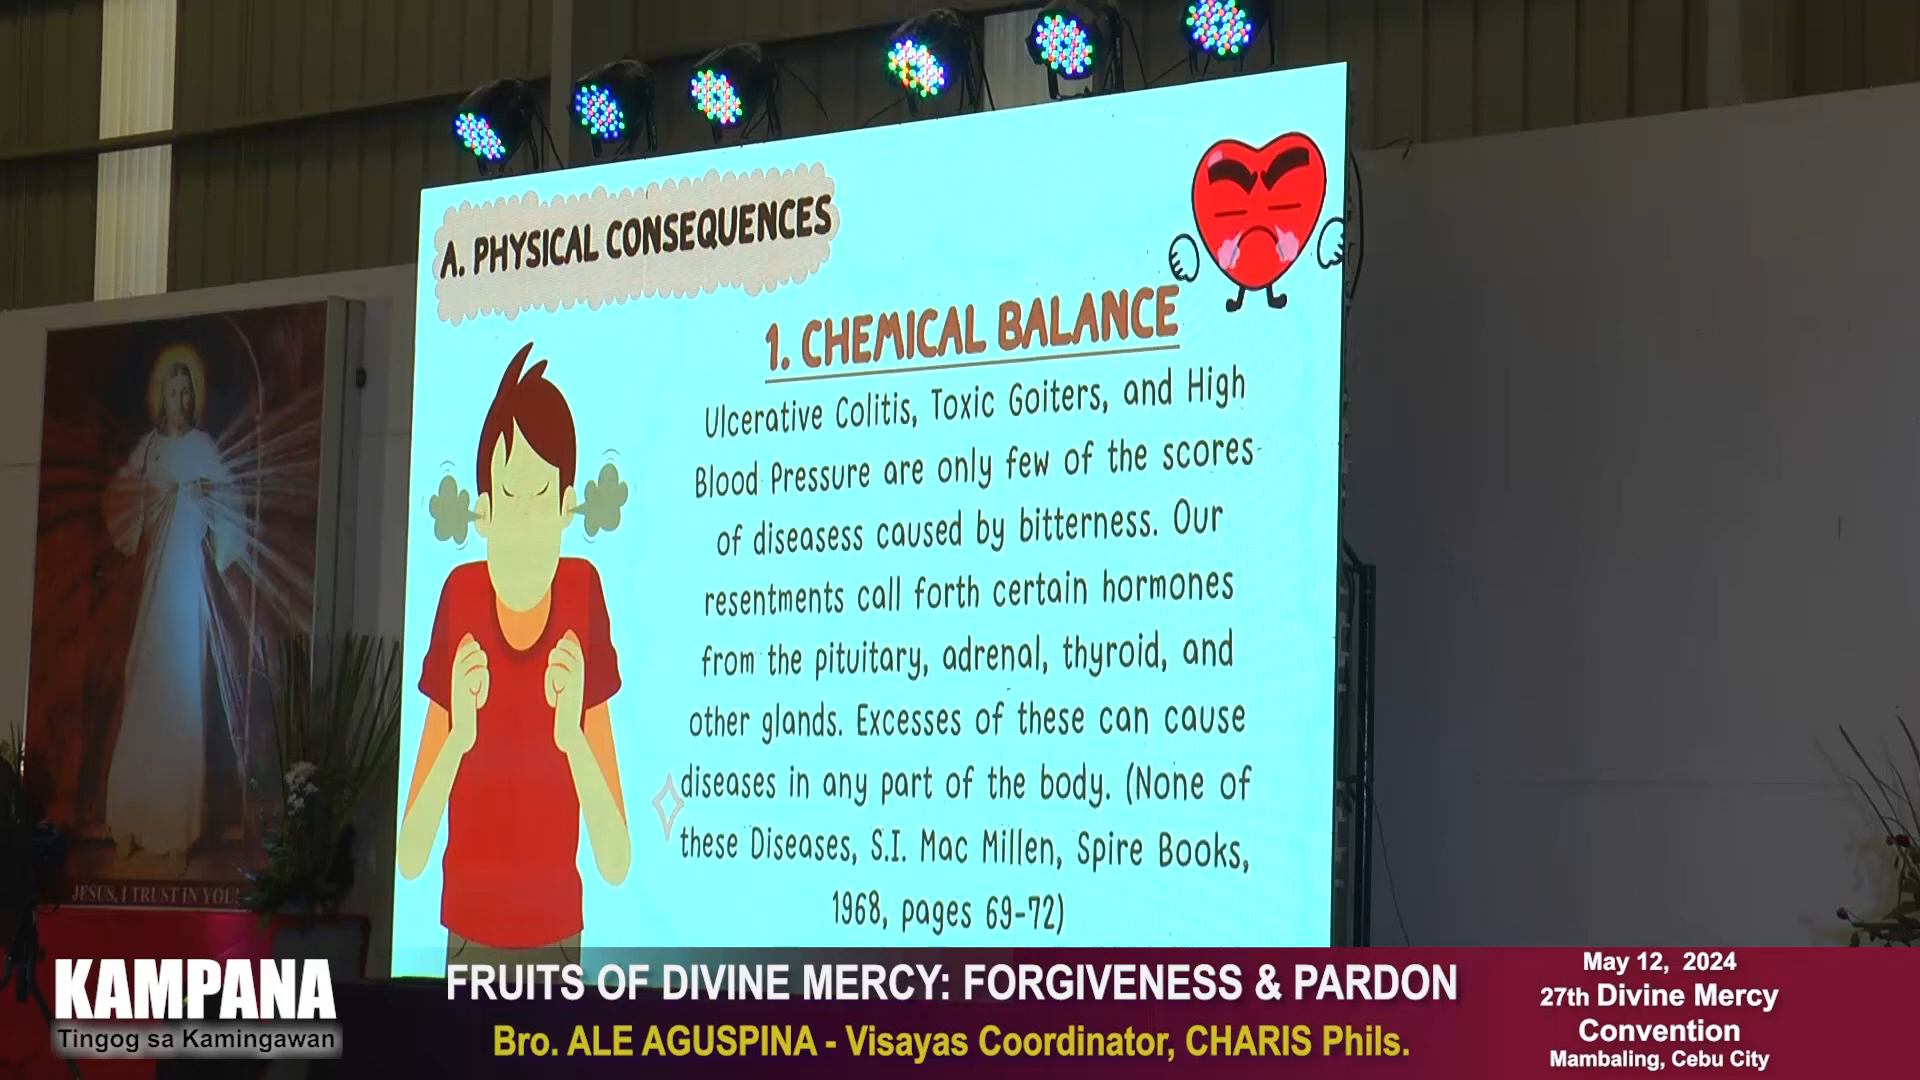 A. PHYSICAL CONSEQUENCES
1. CHEMICAL BALANCE
Ulcerative Colitis, Toxic Goiters, and High
Blood Pressure are only few of the scores
of diseasess caused by bitterness. Our
resentments call forth certain hormones
from the pituitary, adrenal, thyroid, and
other glands. Excesses of these can cause
diseases in any part of the body. (None of
these Diseases, S.I. Mac Millen, Spire Books,
1968, pages 69-72)
JESUS, I TRUST IN YOU!
KAMPANA
Tingog sa Kamingawan
FRUITS OF DIVINE MERCY: FORGIVENESS & PARDON
Bro. ALE AGUSPINA - Visayas Coordinator, CHARIS Phils.
May 12, 2024
27th Divine Mercy
Convention
Mambaling, Cebu City